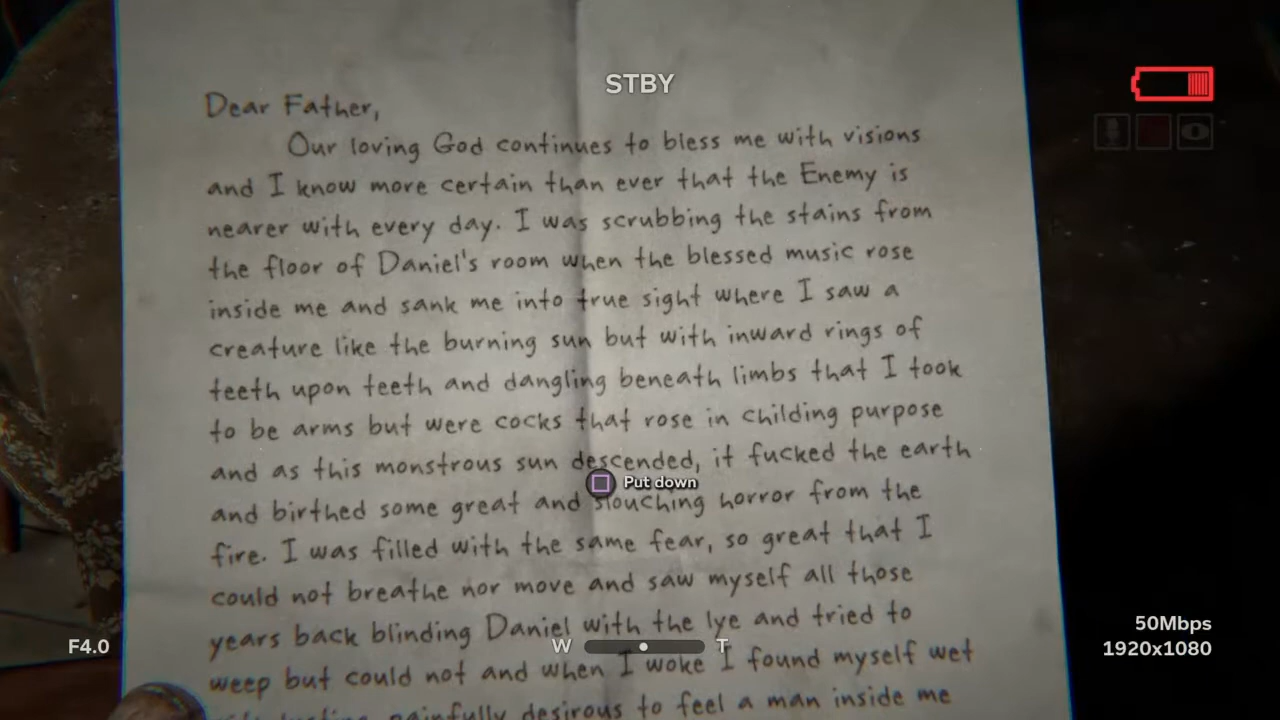 STBY
Dear Father,
Our loving God continues to bless me with visions
and I know more certain than ever that the Enemy is
nearer with every day. I was scrubbing the stains from
the floor of Daniel's room when the blessed music rose
inside me and sank me into true sight where I saw a
creature like the burning sun but with inward rings of
teeth upon teeth and dangling beneath limbs that I took
to be arms but were cocks that rose in childing purpose
and as this monstrous sun descended, it fucked the earth
Put down
and birthed some great and slouching horror from the
fire. I was filled with the same fear, so great that I
could not breathe nor move and saw myself all those
years back blinding Daniel with the lye and tried to
weep but could not and when I woke I found myself wet
painfully desirous to feel a man inside me
F4.0
W T
50Mbps
1920x1080